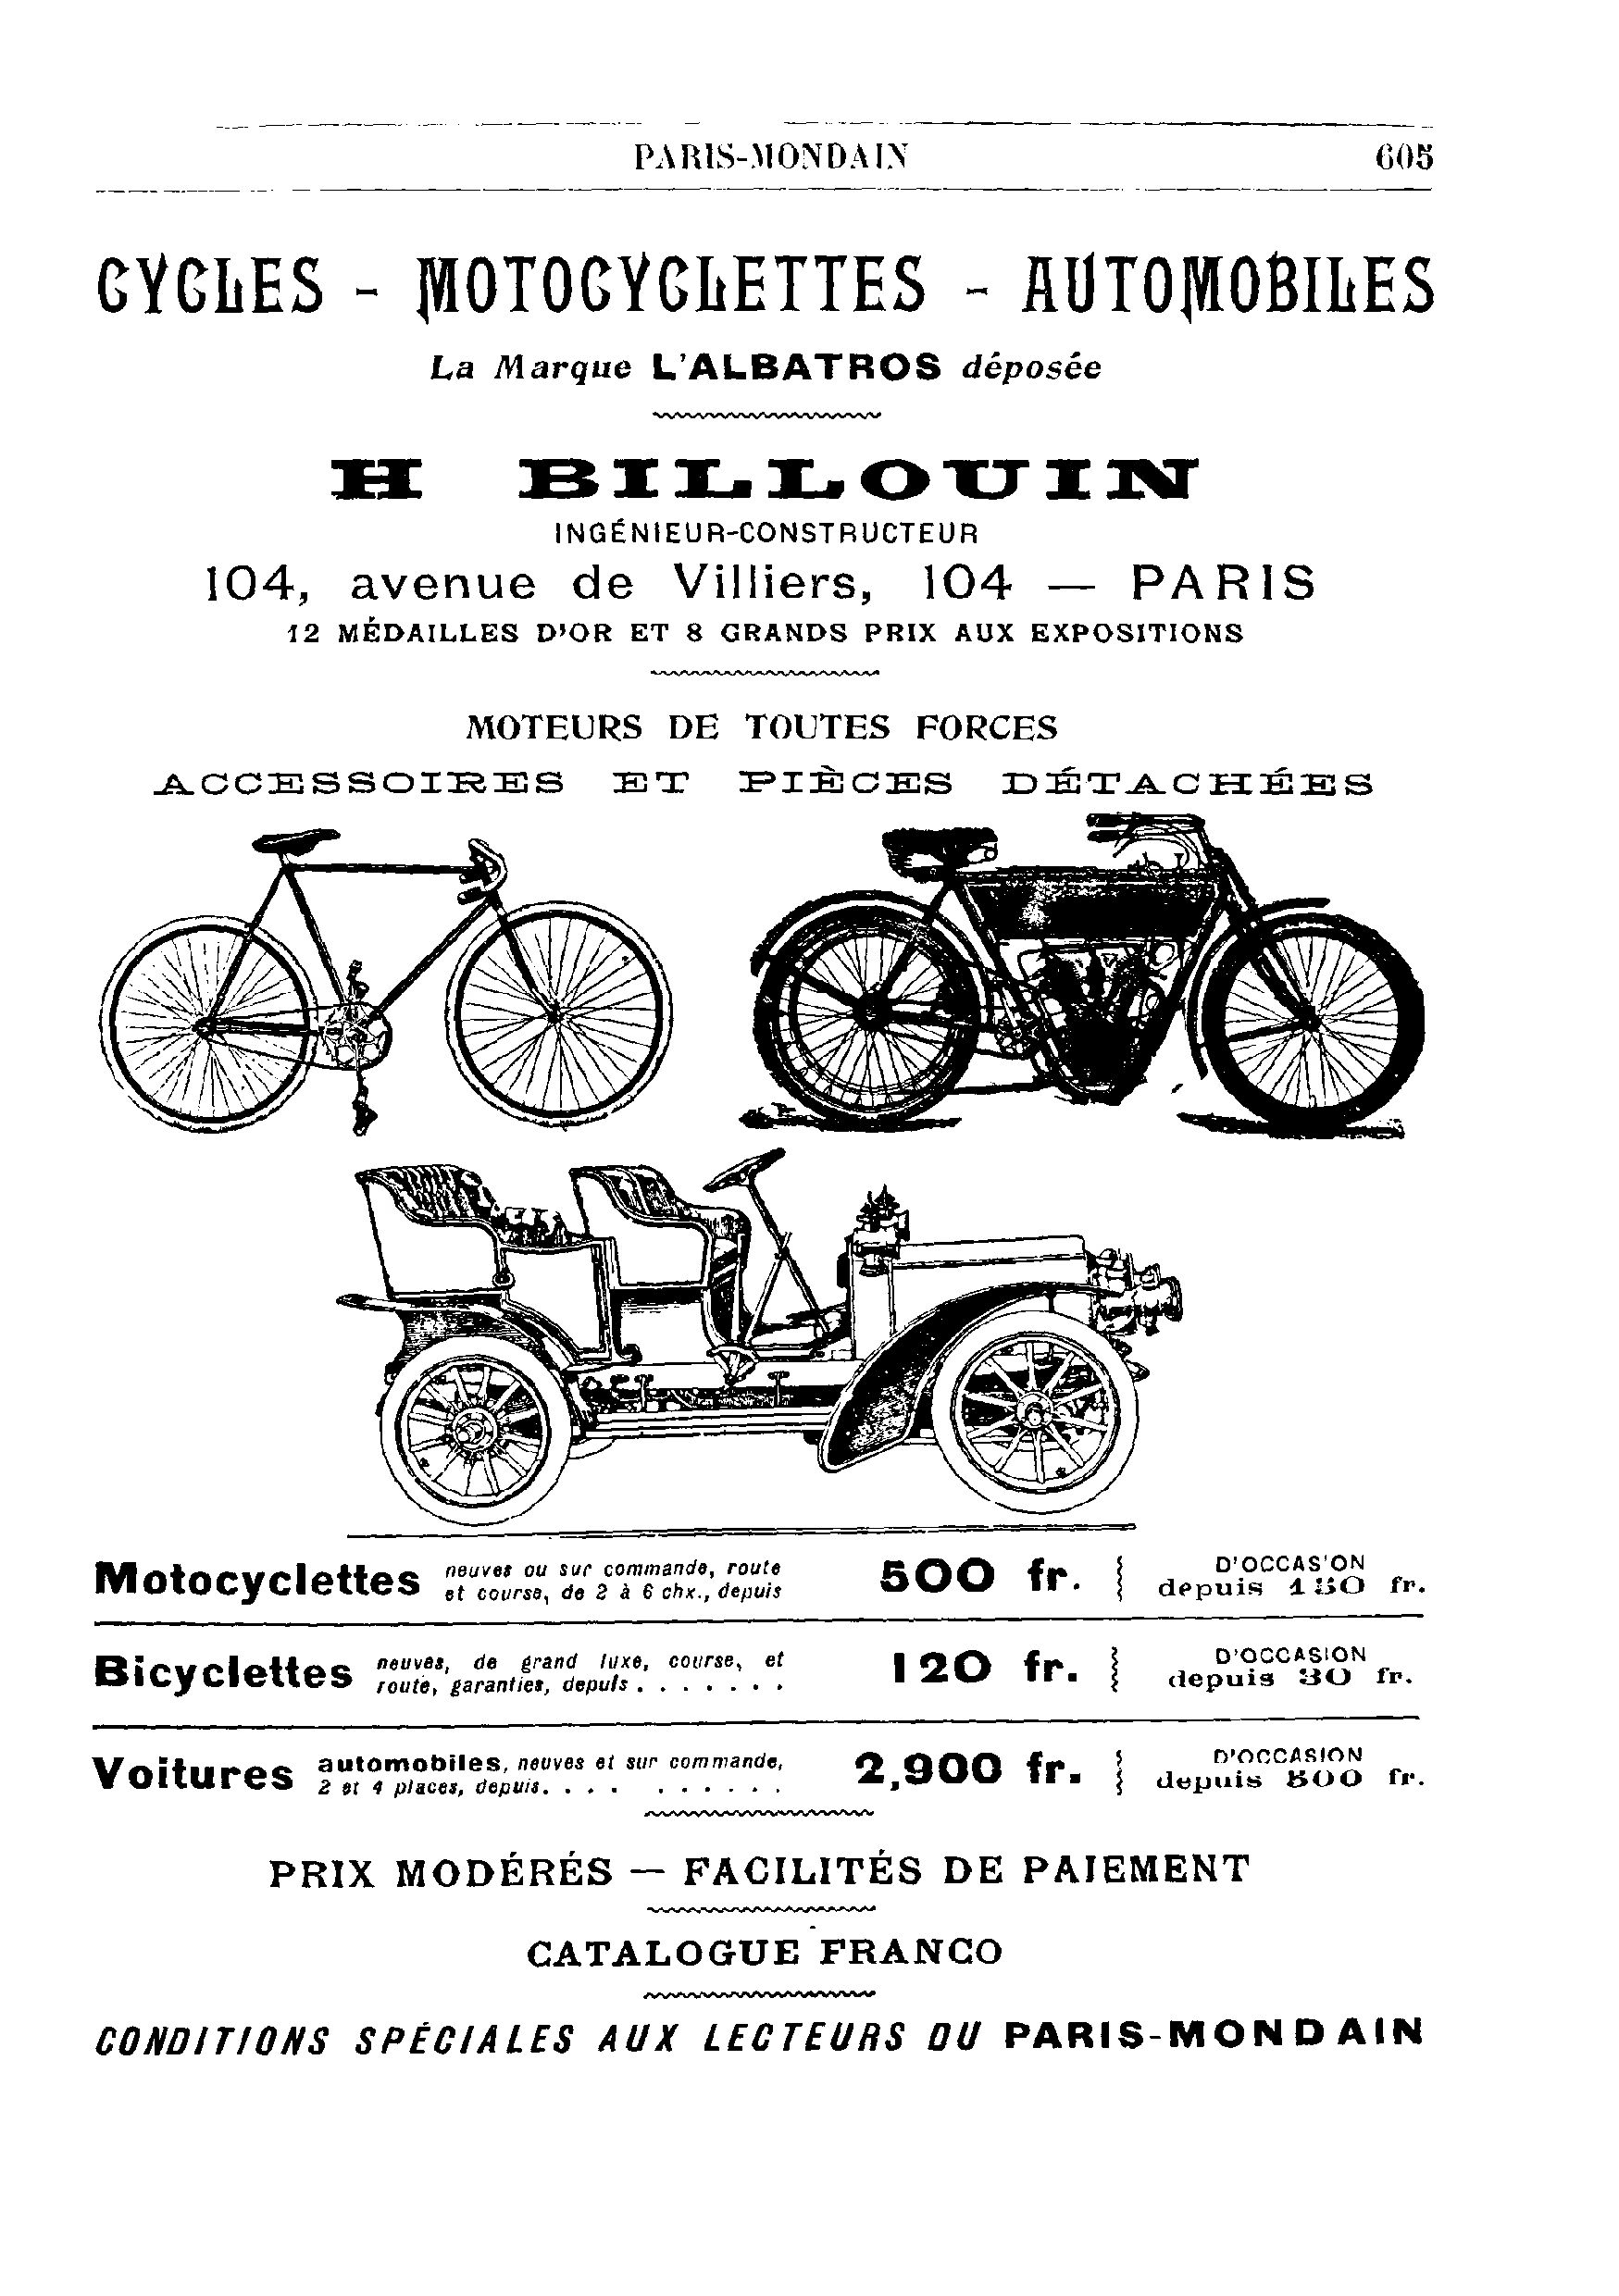 PARIS-MONDAIN 605
CYCLES - MOTOCYCLETTES - AUTOMOBILES
La Marque L'ALBATROS déposée
H BILLOUIN
INGÉNIEUR-CONSTRUCTEUR
104, avenue de Villiers, 104 — PARIS
12 MÉDAILLES D'OR ET 8 GRANDS PRIX AUX EXPOSITIONS
MOTEURS DE TOUTES FORCES
ACCESSOIRES ET PIÈCES DÉTACHÉES
Motocyclettes neuves ou sur commande, route
et course, de 2 à 6 chx., depuis 500 fr.
D'OCCAS'ON
depuis 150 fr.
Bicyclettes neuves, de grand luxe, course, et
route, garanties, depuis . . . . . . . 120 fr.
D'OCCASION
depuis 30 fr.
Voitures automobiles, neuves et sur commande,
2 et 4 places, depuis. . . . . . . . . . 2,900 fr.
D'OCCASION
depuis 500 fr.
PRIX MODÉRÉS — FACILITÉS DE PAIEMENT
CATALOGUE FRANCO
CONDITIONS SPÉCIALES AUX LECTEURS DU PARIS-MONDAIN